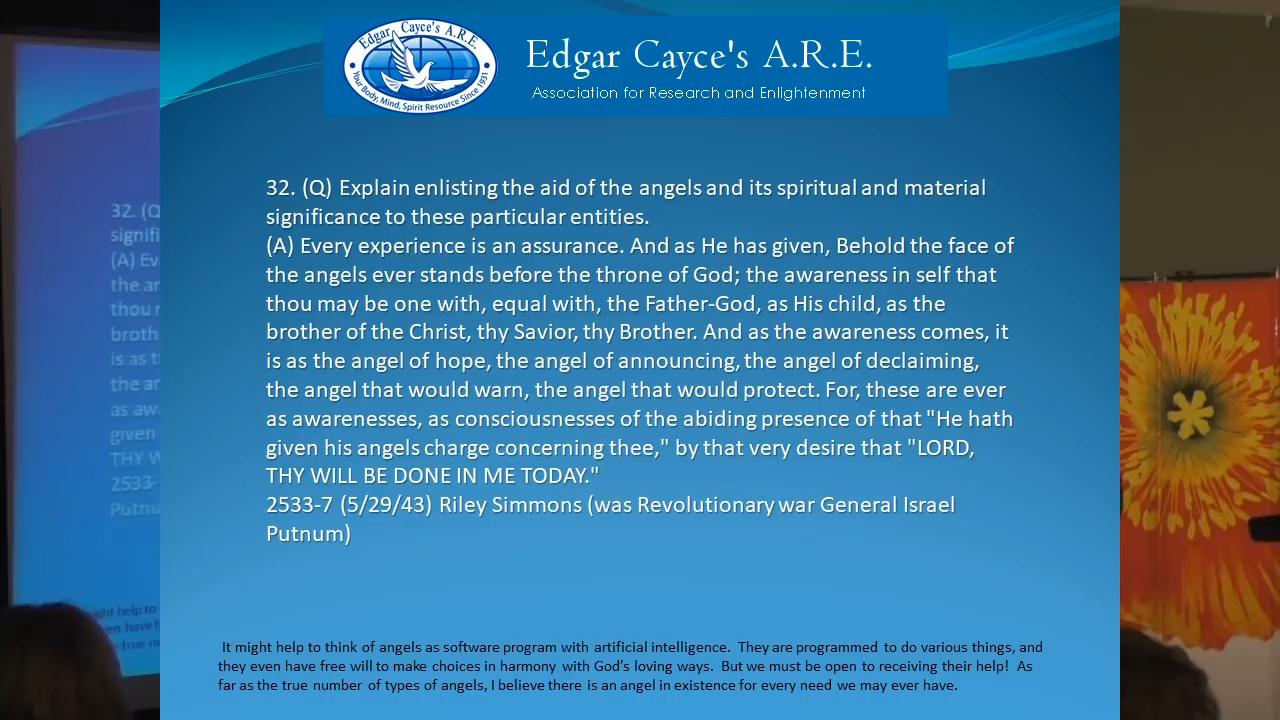 Edgar Cayce's A.R.E.
Your Body, Mind, Spirit Resource Since 1931
Edgar Cayce's A.R.E.
Association for Research and Enlightenment
32. (Q) Explain enlisting the aid of the angels and its spiritual and material
significance to these particular entities.
(A) Every experience is an assurance. And as He has given, Behold the face of
the angels ever stands before the throne of God; the awareness in self that
thou may be one with, equal with, the Father-God, as His child, as the
brother of the Christ, thy Savior, thy Brother. And as the awareness comes, it
is as the angel of hope, the angel of announcing, the angel of declaiming,
the angel that would warn, the angel that would protect. For, these are ever
as awarenesses, as consciousnesses of the abiding presence of that "He hath
given his angels charge concerning thee," by that very desire that "LORD,
THY WILL BE DONE IN ME TODAY."
2533-7 (5/29/43) Riley Simmons (was Revolutionary war General Israel
Putnum)
It might help to think of angels as software program with artificial intelligence. They are programmed to do various things, and
they even have free will to make choices in harmony with God's loving ways. But we must be open to receiving their help! As
far as the true number of types of angels, I believe there is an angel in existence for every need we may ever have.